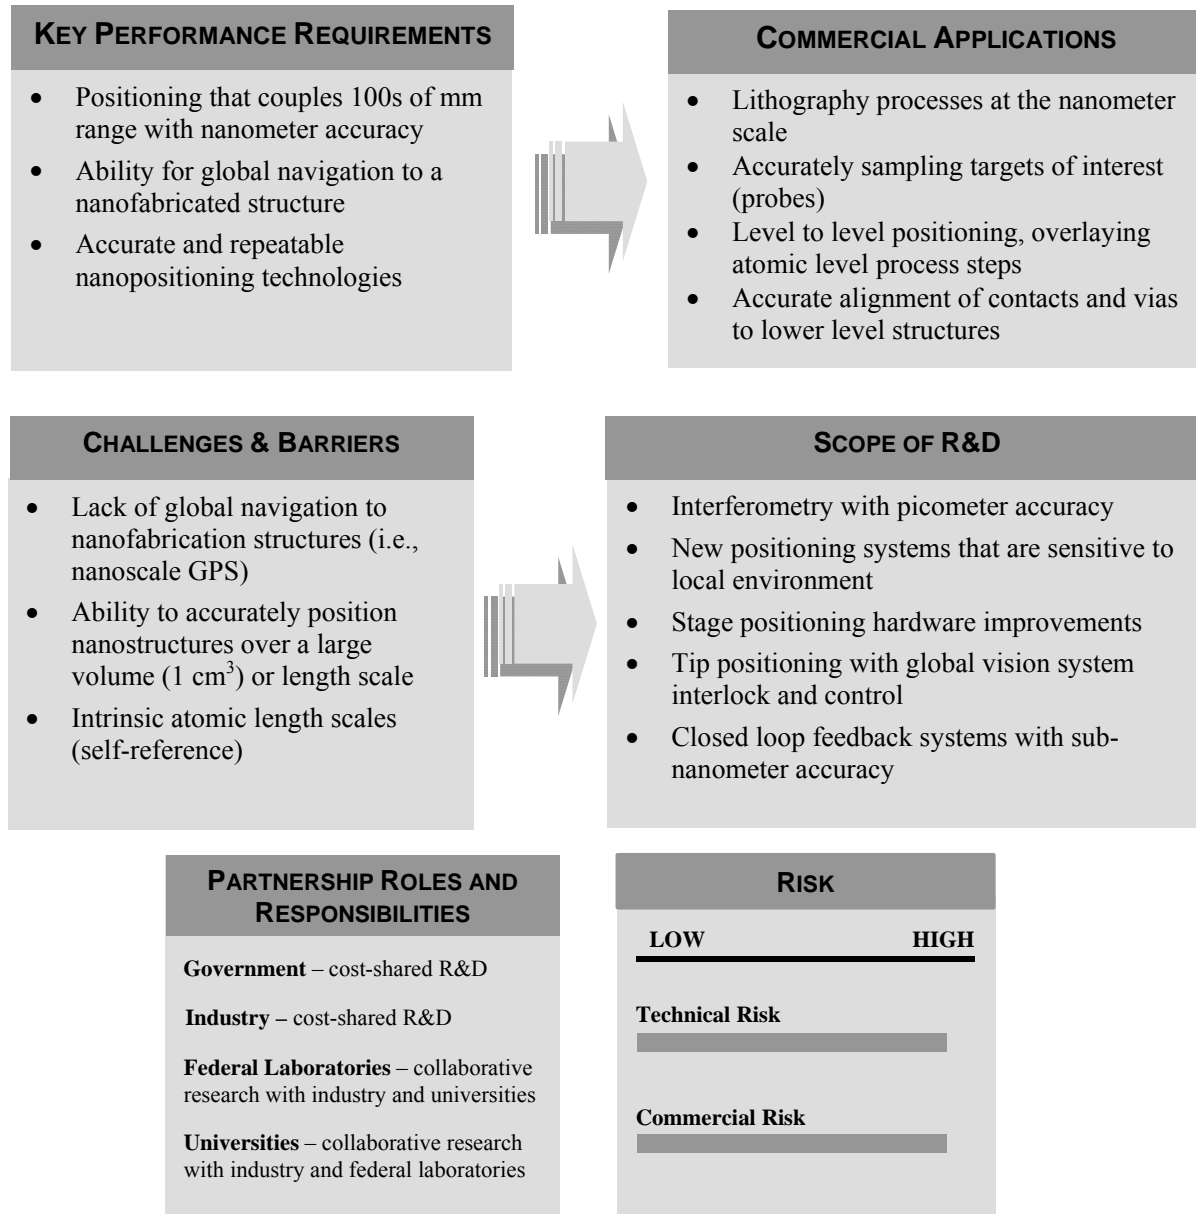 KEY PERFORMANCE REQUIREMENTS
• Positioning that couples 100s of mm
range with nanometer accuracy
• Ability for global navigation to a
nanofabricated structure
• Accurate and repeatable
nanopositioning technologies
COMMERCIAL APPLICATIONS
• Lithography processes at the nanometer
scale
• Accurately sampling targets of interest
(probes)
• Level to level positioning, overlaying
atomic level process steps
• Accurate alignment of contacts and vias
to lower level structures
CHALLENGES & BARRIERS
• Lack of global navigation to
nanofabrication structures (i.e.,
nanoscale GPS)
• Ability to accurately position
nanostructures over a large
volume (1 cm³) or length scale
• Intrinsic atomic length scales
(self-reference)
SCOPE OF R&D
• Interferometry with picometer accuracy
• New positioning systems that are sensitive to
local environment
• Stage positioning hardware improvements
• Tip positioning with global vision system
interlock and control
• Closed loop feedback systems with sub-
nanometer accuracy
PARTNERSHIP ROLES AND
RESPONSIBILITIES
Government – cost-shared R&D
Industry – cost-shared R&D
Federal Laboratories – collaborative
research with industry and universities
Universities – collaborative research
with industry and federal laboratories
RISK
LOW HIGH
Technical Risk
Commercial Risk